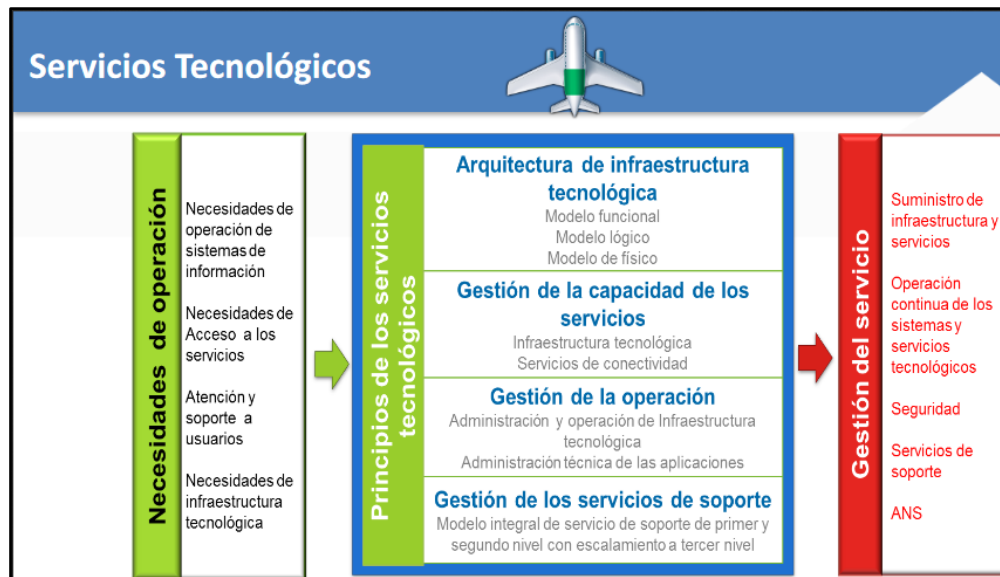 Servicios Tecnológicos
Necesidades de operación
Necesidades de
operación de
sistemas de
información
Necesidades de
Acceso a los
servicios
Atención y
soporte a
usuarios
Necesidades de
infraestructura
tecnológica
Principios de los servicios
tecnológicos
Arquitectura de infraestructura
tecnológica
Modelo funcional
Modelo lógico
Modelo de físico
Gestión de la capacidad de los
servicios
Infraestructura tecnológica
Servicios de conectividad
Gestión de la operación
Administración y operación de Infraestructura
tecnológica
Administración técnica de las aplicaciones
Gestión de los servicios de soporte
Modelo integral de servicio de soporte de primer y
segundo nivel con escalamiento a tercer nivel
Gestión del servicio
Suministro de
infraestructura y
servicios
Operación
continua de los
sistemas y
servicios
tecnológicos
Seguridad
Servicios de
soporte
ANS